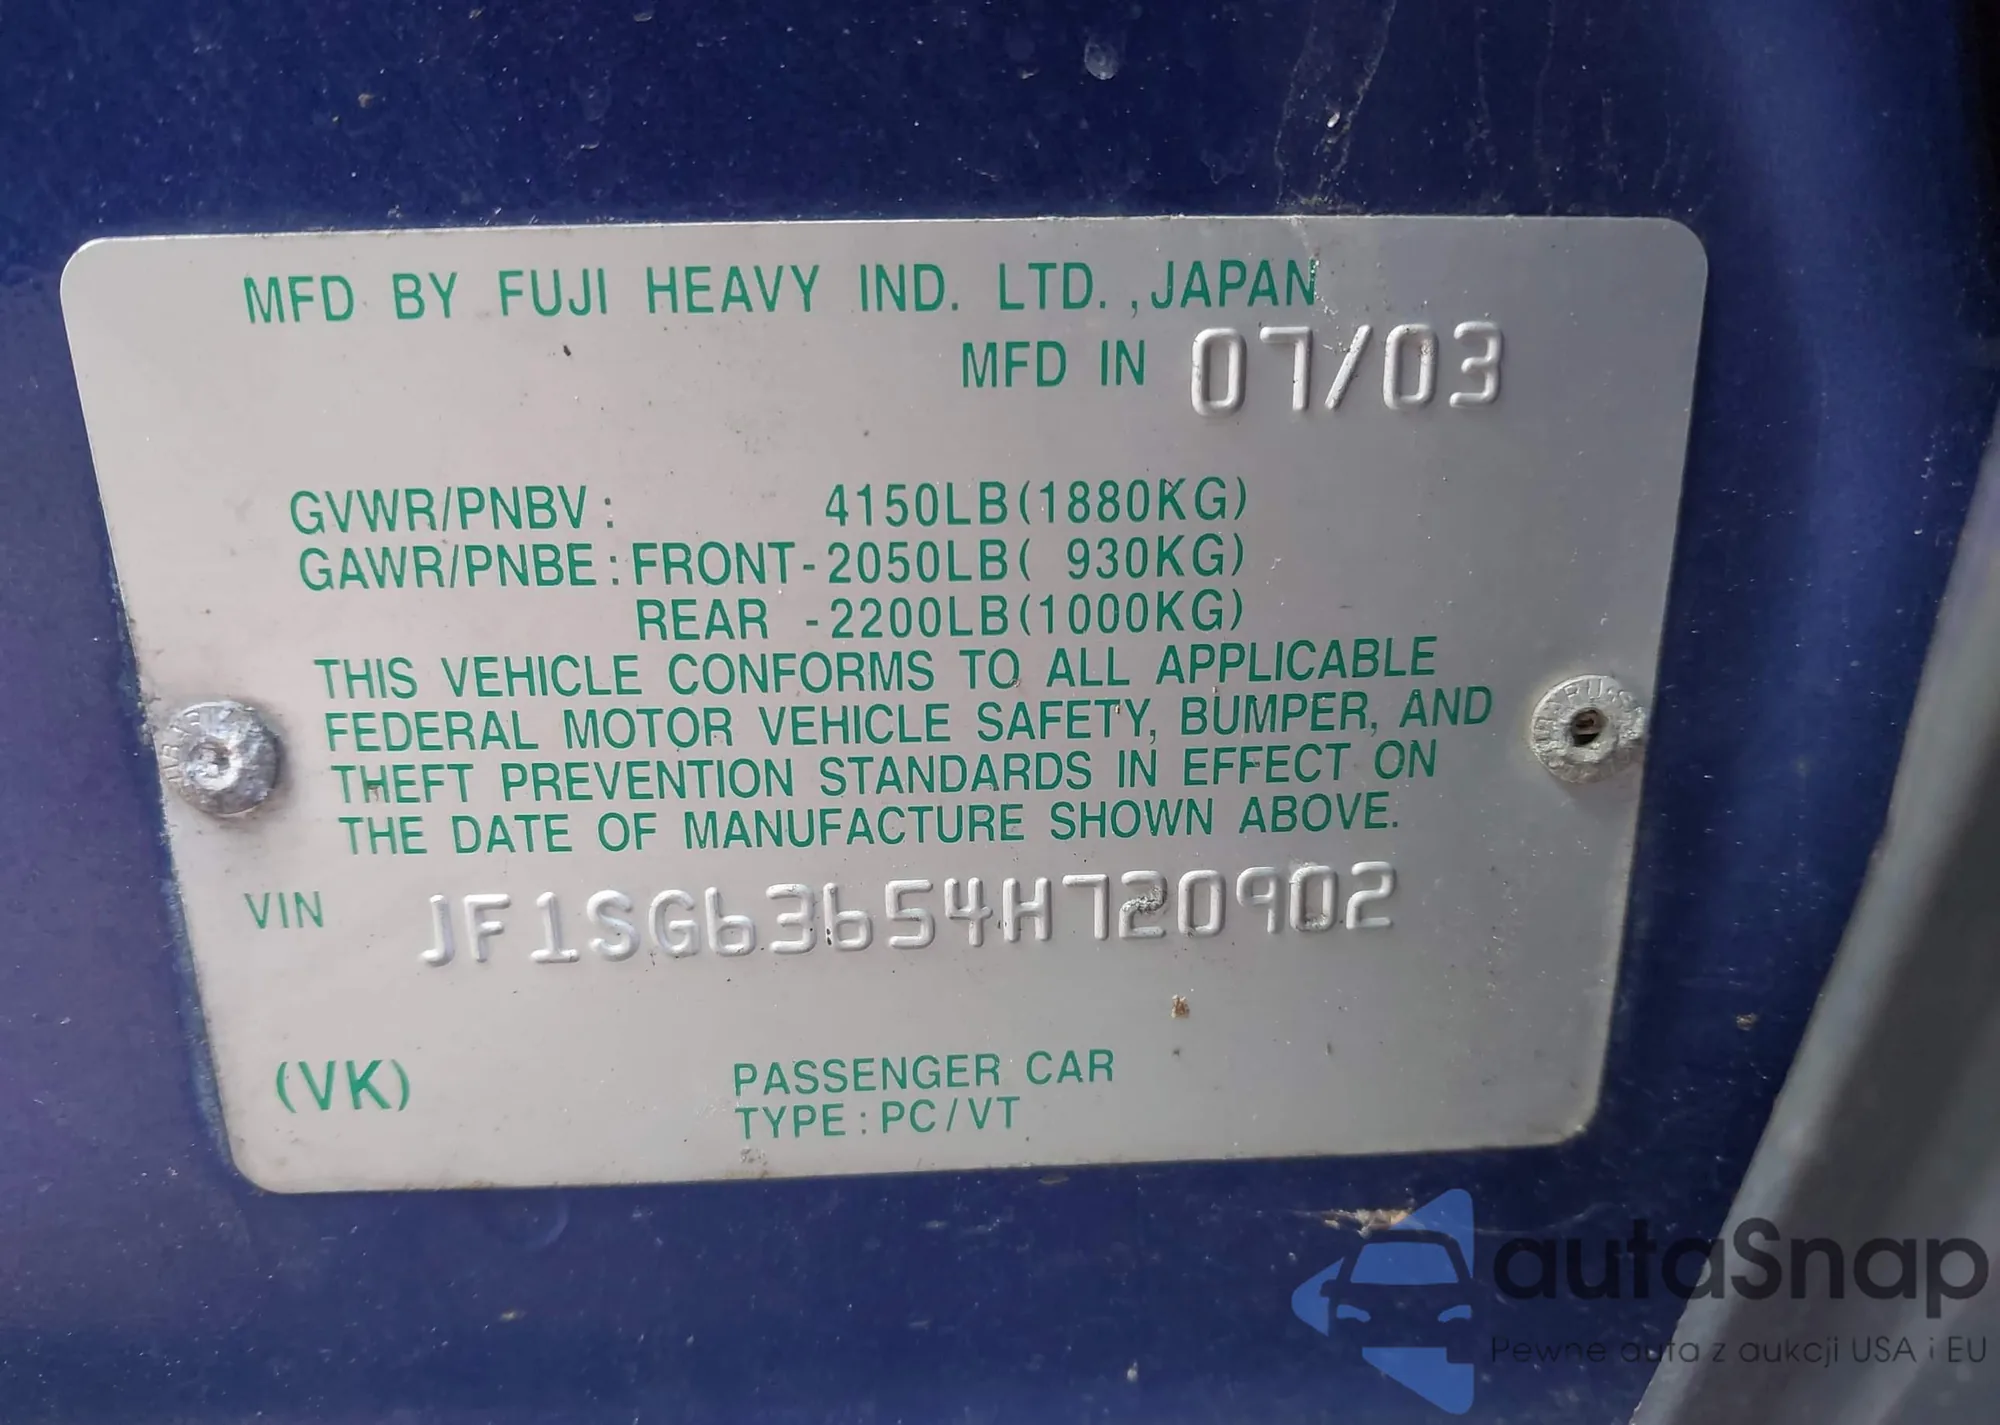 MFD BY FUJI HEAVY IND. LTD. ,JAPAN
MFD IN 07/03
GVWR/PNBV: 4150LB(1880KG)
GAWR/PNBE:FRONT-2050LB( 930KG)
REAR -2200LB(1000KG)
THIS VEHICLE CONFORMS TO ALL APPLICABLE
FEDERAL MOTOR VEHICLE SAFETY, BUMPER, AND
THEFT PREVENTION STANDARDS IN EFFECT ON
THE DATE OF MANUFACTURE SHOWN ABOVE.
VIN JF1SG63654H720902
(VK) PASSENGER CAR
TYPE:PC/VT
autaSnap
Pewne auta z aukcji USA i EU